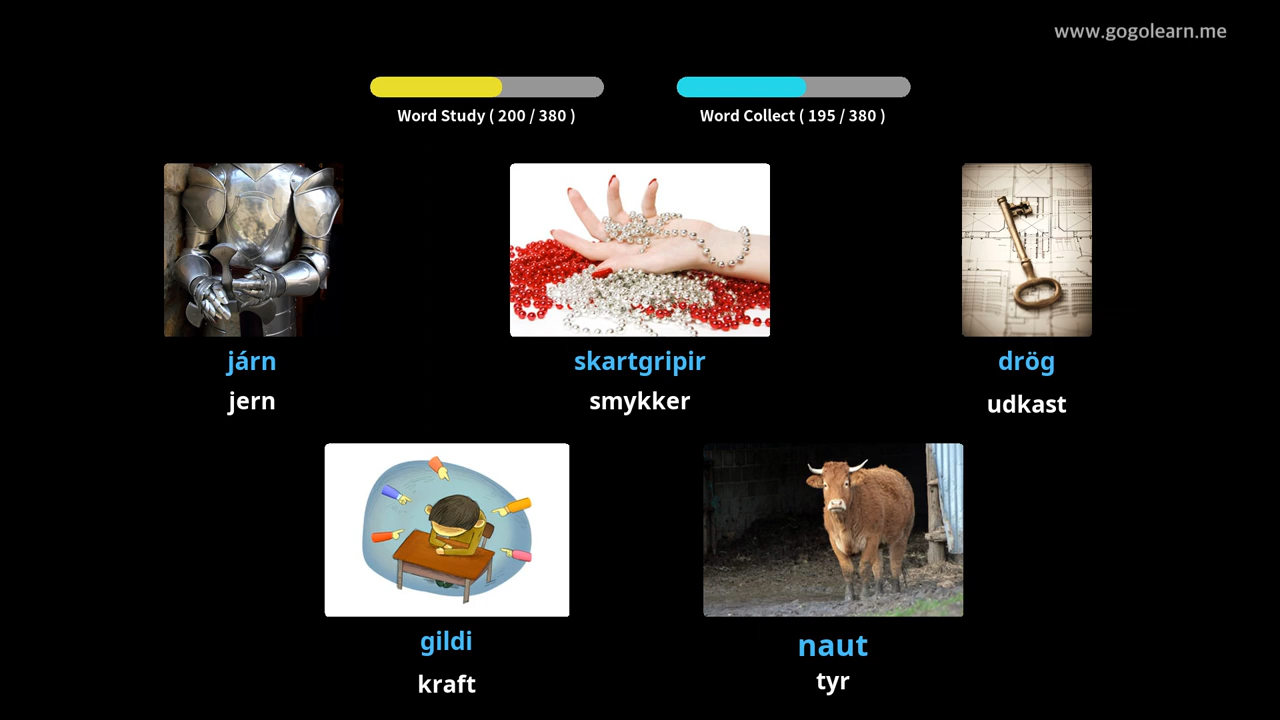 www.gogolearn.me
Word Study ( 200 / 380 )
Word Collect ( 195 / 380 )
járn
jern
skartgripir
smykker
drög
udkast
gildi
kraft
naut
tyr